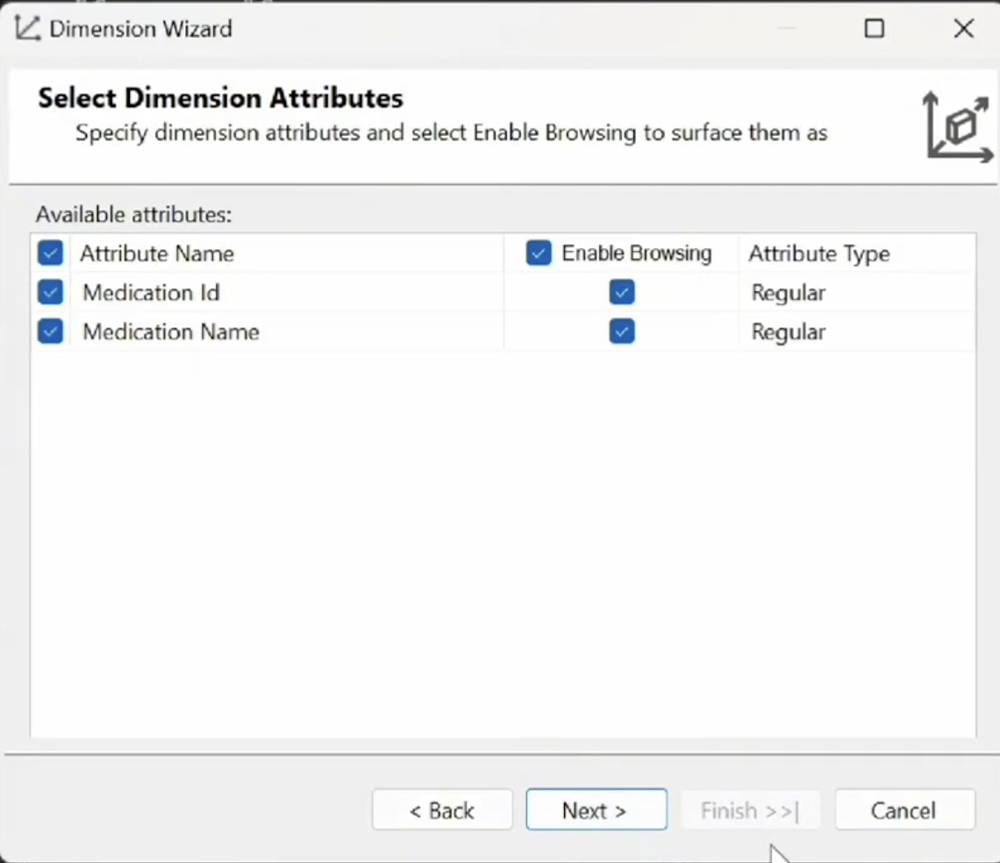 Dimension Wizard
Select Dimension Attributes
Specify dimension attributes and select Enable Browsing to surface them as
Available attributes:
Attribute Name Enable Browsing Attribute Type
Medication Id Regular
Medication Name Regular
< Back Next > Finish >>| Cancel